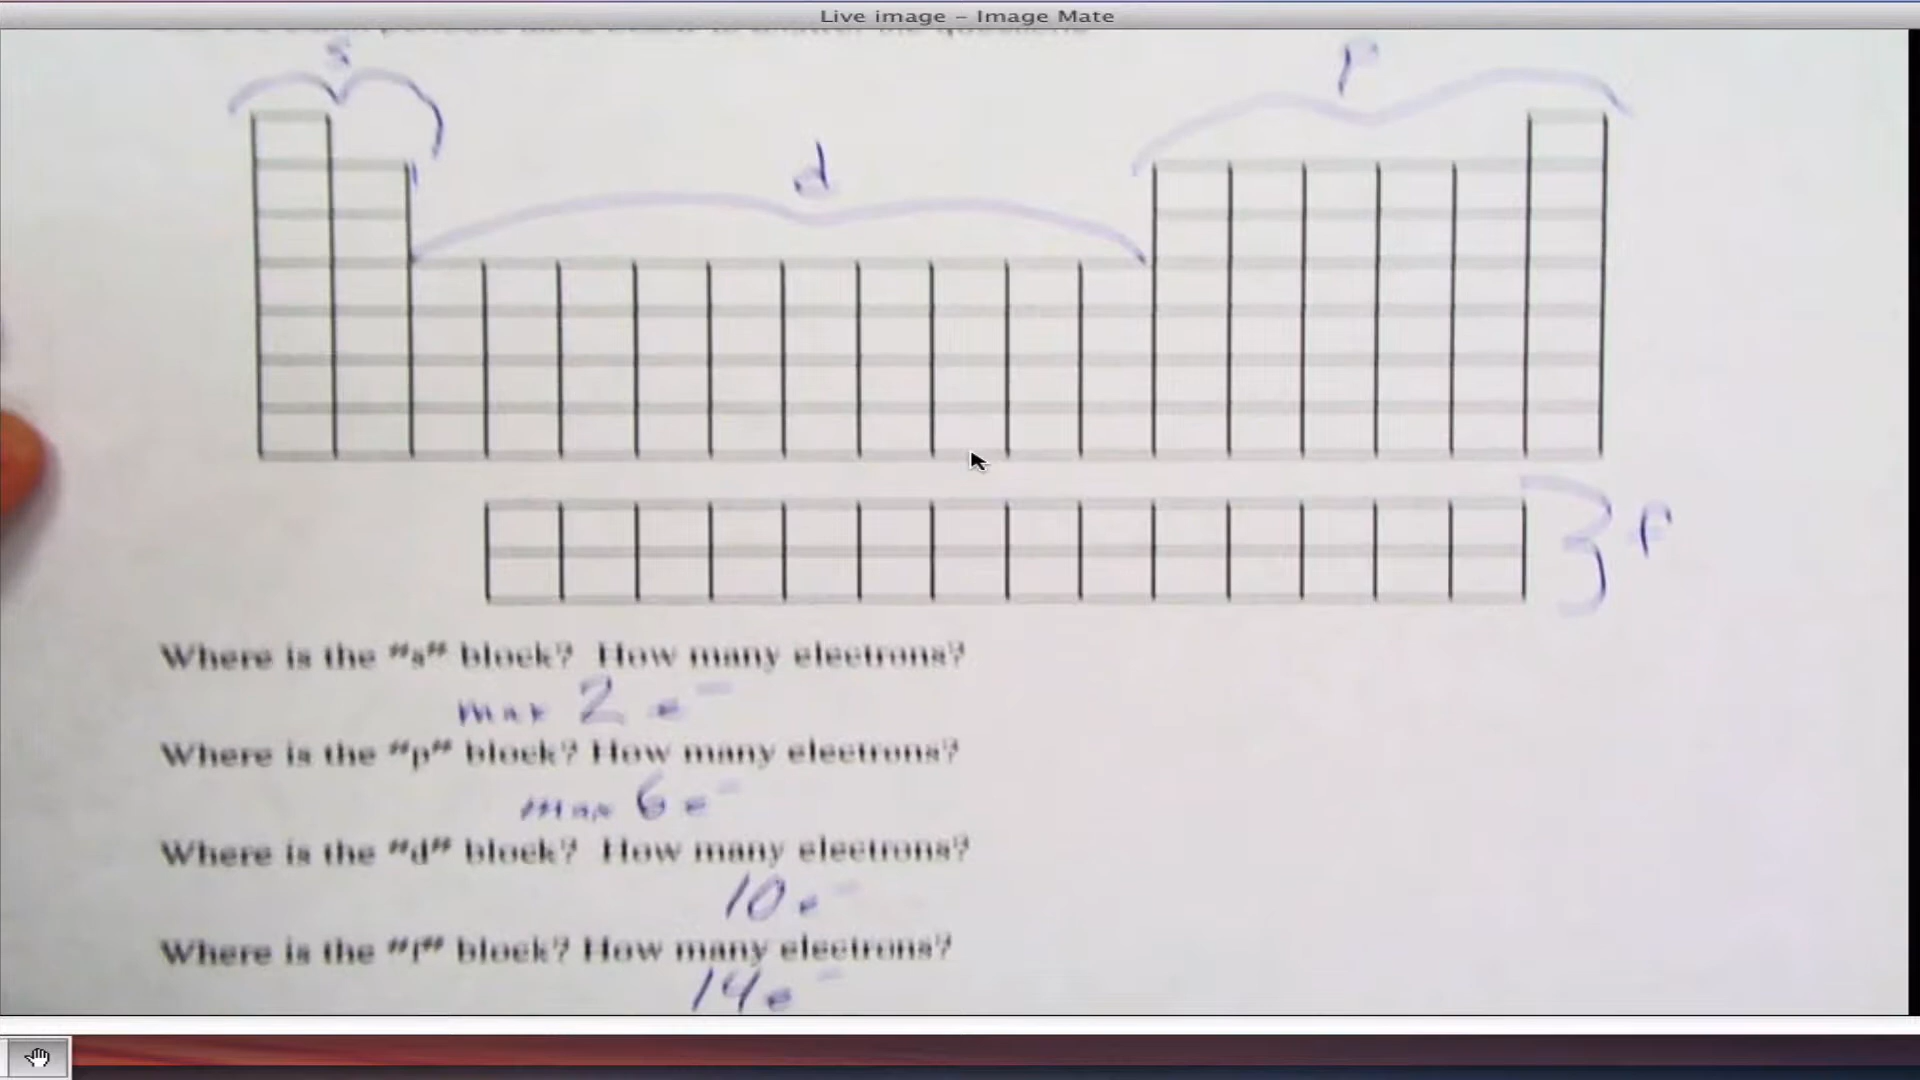 Live image – Image Mate
s
p
d
f
Where is the "s" block? How many electrons?
max 2 e⁻
Where is the "p" block? How many electrons?
max 6 e⁻
Where is the "d" block? How many electrons?
10 e⁻
Where is the "f" block? How many electrons?
14 e⁻